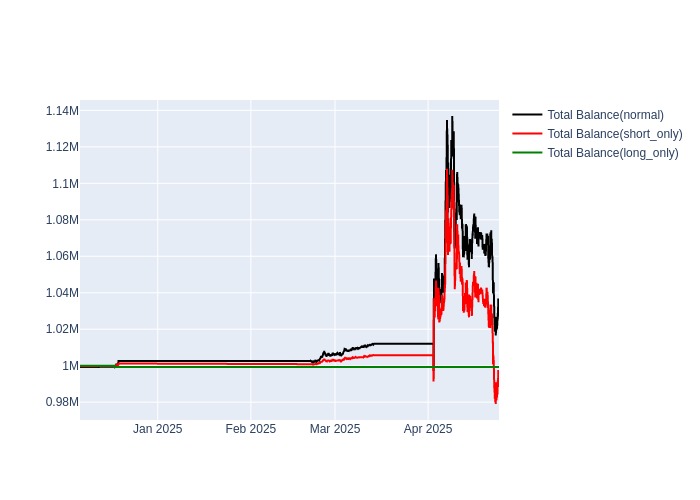 1.14M
1.12M
1.1M
1.08M
1.06M
1.04M
1.02M
1M
0.98M
Jan 2025
Feb 2025
Mar 2025
Apr 2025
Total Balance(normal)
Total Balance(short_only)
Total Balance(long_only)